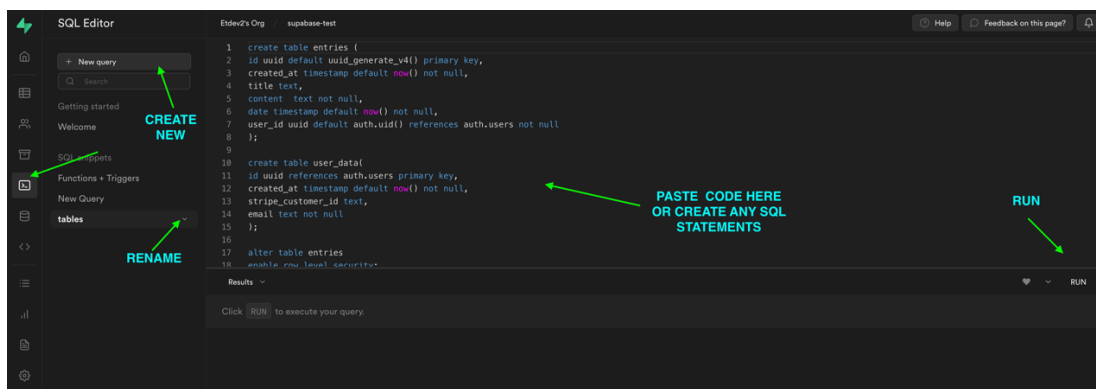 SQL Editor
Etdev2's Org / supabase-test
Help
Feedback on this page?
+ New query
Search
Getting started
Welcome
SQL snippets
Functions + Triggers
New Query
tables
CREATE NEW
RENAME
1 create table entries (
2 id uuid default uuid_generate_v4() primary key,
3 created_at timestamp default now() not null,
4 title text,
5 content  text not null,
6 date timestamp default now() not null,
7 user_id uuid default auth.uid() references auth.users not null
8 );
9
10 create table user_data(
11 id uuid references auth.users primary key,
12 created_at timestamp default now() not null,
13 stripe_customer_id text,
14 email text not null
15 );
16
17 alter table entries
18 enable row level security;
PASTE  CODE HERE
OR CREATE ANY SQL
STATEMENTS
RUN
Results
RUN
Click RUN to execute your query.